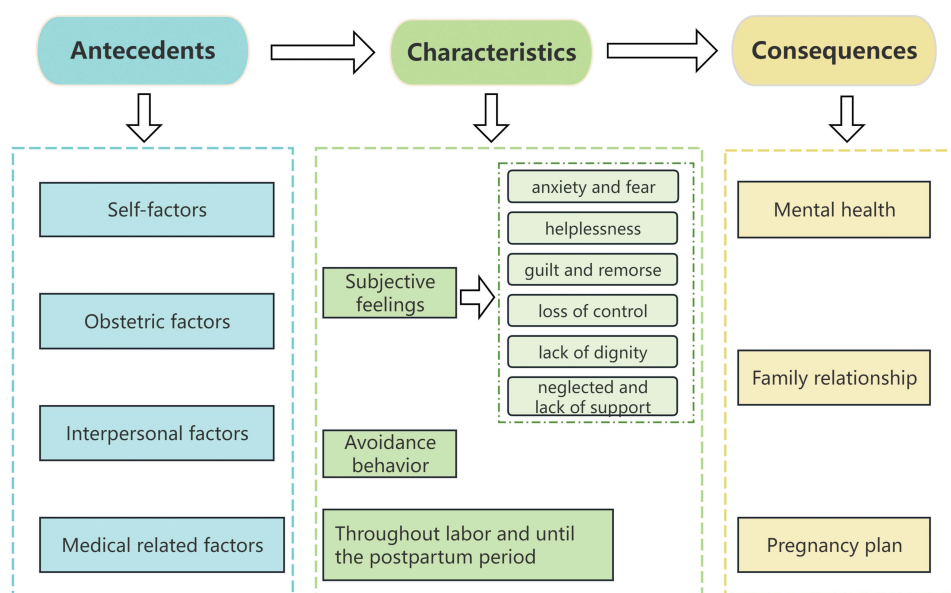 Antecedents
Characteristics
Consequences
Self-factors
Obstetric factors
Interpersonal factors
Medical related factors
Subjective
feelings
anxiety and fear
helplessness
guilt and remorse
loss of control
lack of dignity
neglected and
lack of support
Avoidance
behavior
Throughout labor and until
the postpartum period
Mental health
Family relationship
Pregnancy plan